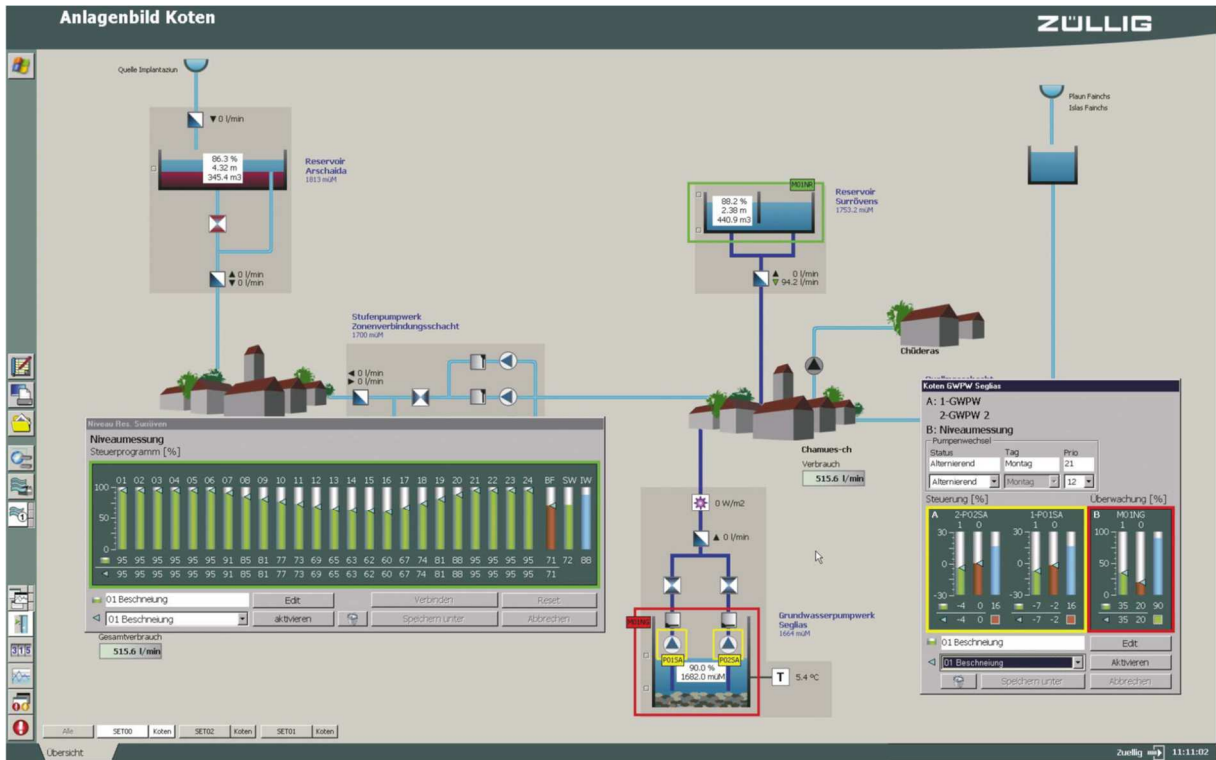 Anlagenbild Koten
ZÜLLIG
Quelle Implantaziun
▼ 0 l/min
86.3 %
4.32 m
345.4 m3
Reservoir
Arschaida
1813 müM
▲ 0 l/min
▼ 0 l/min
Plaun Fainchs
Islas Fainchs
M01NR
88.2 %
2.38 m
440.9 m3
Reservoir
Surrövens
1753.2 müM
▲ 0 l/min
▼ 94.2 l/min
Stufenpumpwerk
Zonenverbindungsschacht
1700 müM
◄ 0 l/min
► 0 l/min
Chüderas
Chamues-ch
Verbrauch
515.6 l/min
Niveau Res. Surröven
Niveaumessung
Steuerprogramm [%]
01 02 03 04 05 06 07 08 09 10 11 12 13 14 15 16 17 18 19 20 21 22 23 24 BF SW IW
100
50
0
95 95 95 95 95 95 91 85 81 77 73 69 65 63 62 60 67 74 81 88 95 95 95 95 71 72 88
95 95 95 95 95 95 91 85 81 77 73 69 65 63 62 60 67 74 81 88 95 95 95 95 71
01 Beschneiung Edit Verbinden Reset
01 Beschneiung aktivieren Speichern unter Abbrechen
Gesamtverbrauch
515.6 l/min
0 W/m2
▲ 0 l/min
Grundwasserpumpwerk
Seglias
1664 müM
M01NG
P01SA P02SA
90.0 %
1682.0 müM
T 5.4 °C
Koten GWPW Seglias
A: 1-GWPW
2-GWPW 2
B: Niveaumessung
Pumpenwechsel
Status Tag Prio
Alternierend Montag 21
Alternierend Montag 12
Steuerung [%] Überwachung [%]
A 2-P02SA 1-P01SA B M01NG
1 0 1 0 1 0
30 30 100
0 0 50
-30 -30 0
-4 0 16 -7 -2 16 35 20 90
-4 0 -7 -2 35 20
01 Beschneiung Edit
01 Beschneiung Aktivieren
Speichern unter Abbrechen
Alle SET00 Koten SET02 Koten SET01 Koten
Übersicht
Zuellig 11:11:02